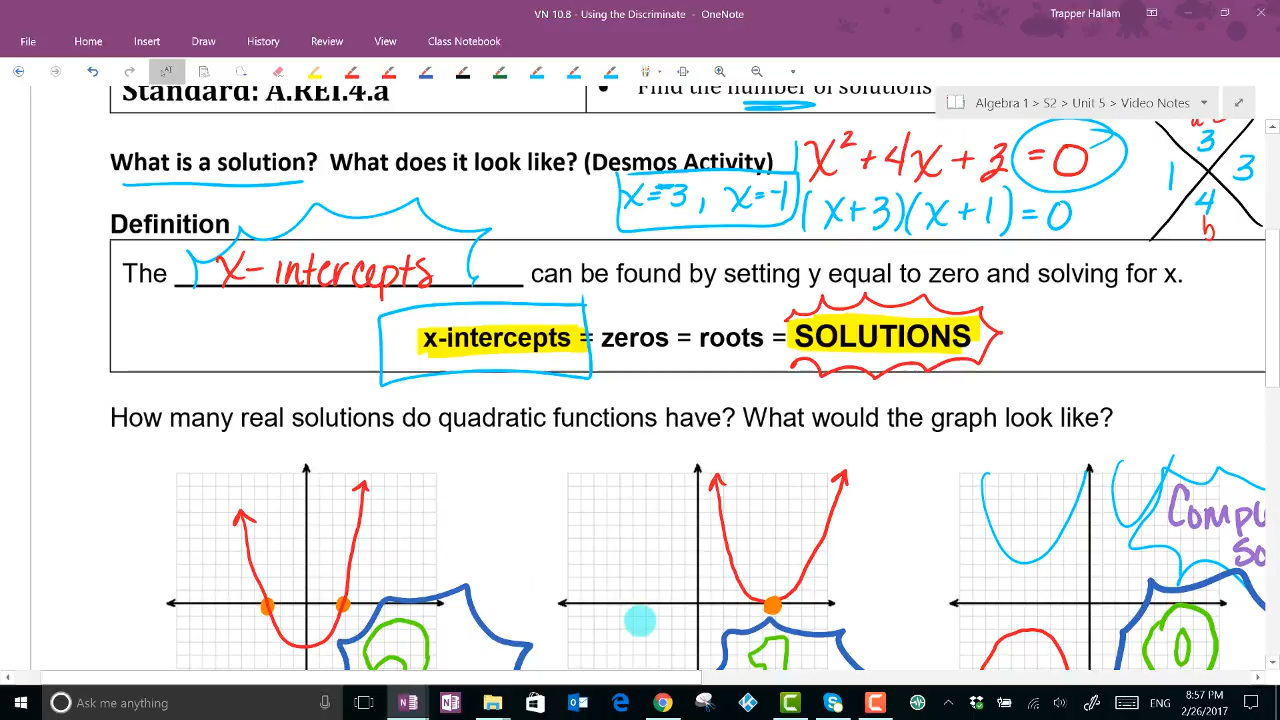 VN 10.8 - Using the Discriminate - OneNote
Trapper Hallam
File Home Insert Draw History Review View Class Notebook
Algebra 1 > S2 > Unit 5 > Video Notes
Standard: A.REI.4.a
• Find the number of solutions
What is a solution? What does it look like? (Desmos Activity)
x² + 4x + 3 = 0
3
1 3
4
b
x=-3, x=-1
(x+3)(x+1)=0
Definition
The x-intercepts can be found by setting y equal to zero and solving for x.
x-intercepts = zeros = roots = SOLUTIONS
How many real solutions do quadratic functions have? What would the graph look like?
1
0
Ask me anything
ENG
8:57 PM
2/26/2017